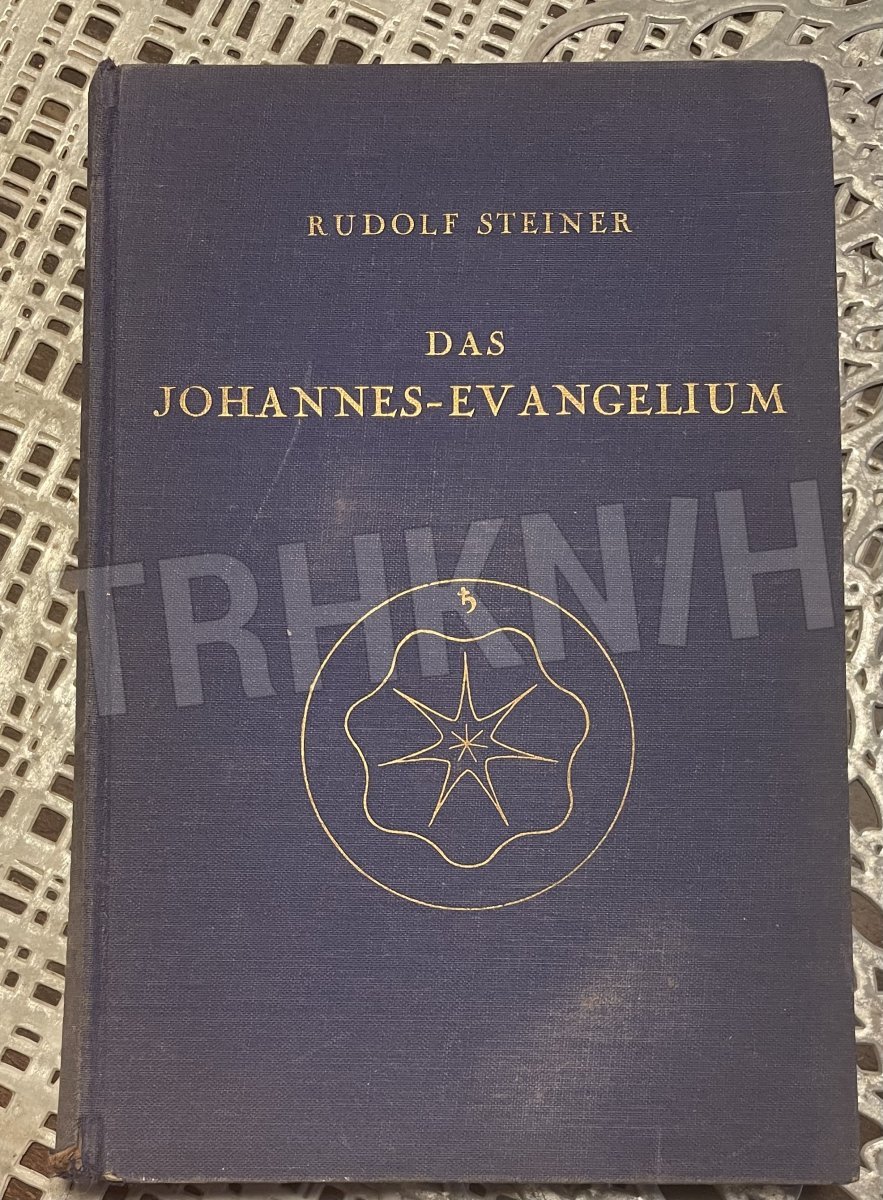 RUDOLF STEINER
DAS
JOHANNES-EVANGELIUM
TRHKN/H
♄